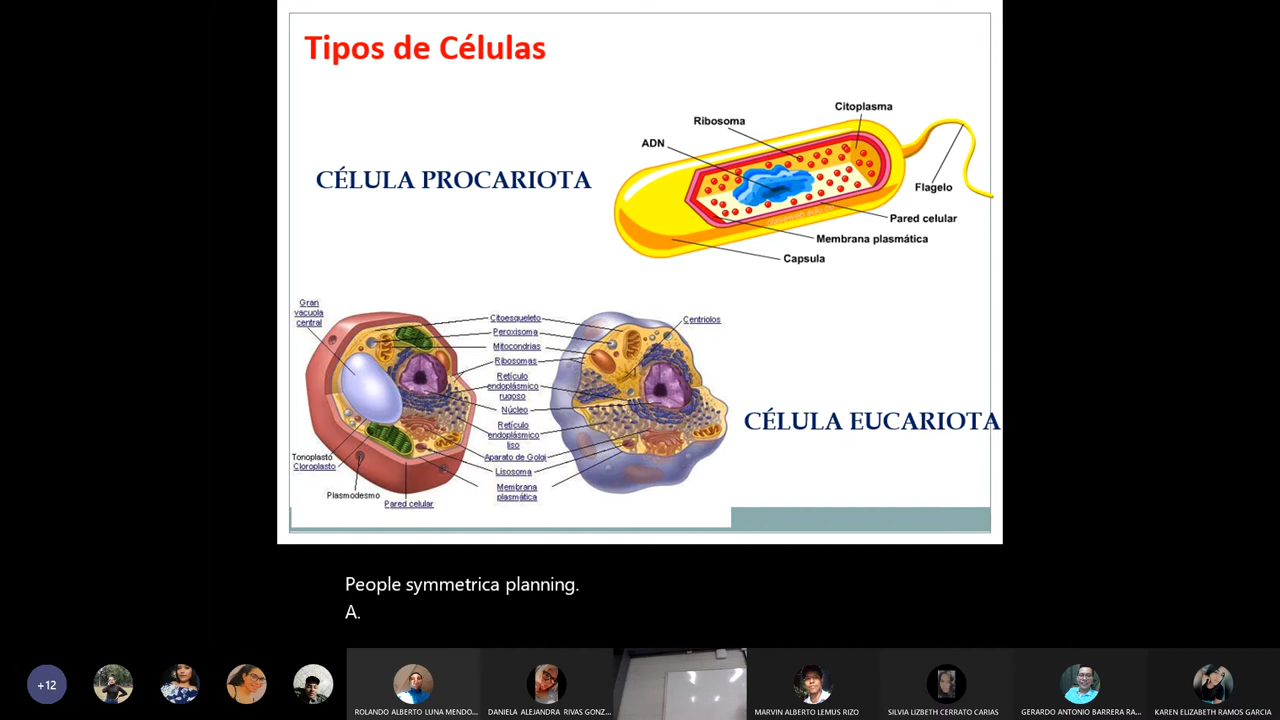 Tipos de Células
CÉLULA PROCARIOTA
Citoplasma
Ribosoma
ADN
Flagelo
Pared celular
Membrana plasmática
Capsula
Gran
vacuola
central
Citoesqueleto
Peroxisoma
Mitocondrias
Ribosomas
Retículo
endoplásmico
rugoso
Núcleo
Retículo
endoplásmico
liso
Aparato de Golgi
Lisosoma
Membrana
plasmática
Centriolos
Tonoplasto
Cloroplasto
Plasmodesmo
Pared celular
CÉLULA EUCARIOTA
People symmetrica planning.
A.
+12
ROLANDO ALBERTO LUNA MENDO...
DANIELA ALEJANDRA RIVAS GONZ...
MARVIN ALBERTO LEMUS RIZO
SILVIA LIZBETH CERRATO CARIAS
GERARDO ANTONIO BARRERA RA...
KAREN ELIZABETH RAMOS GARCIA